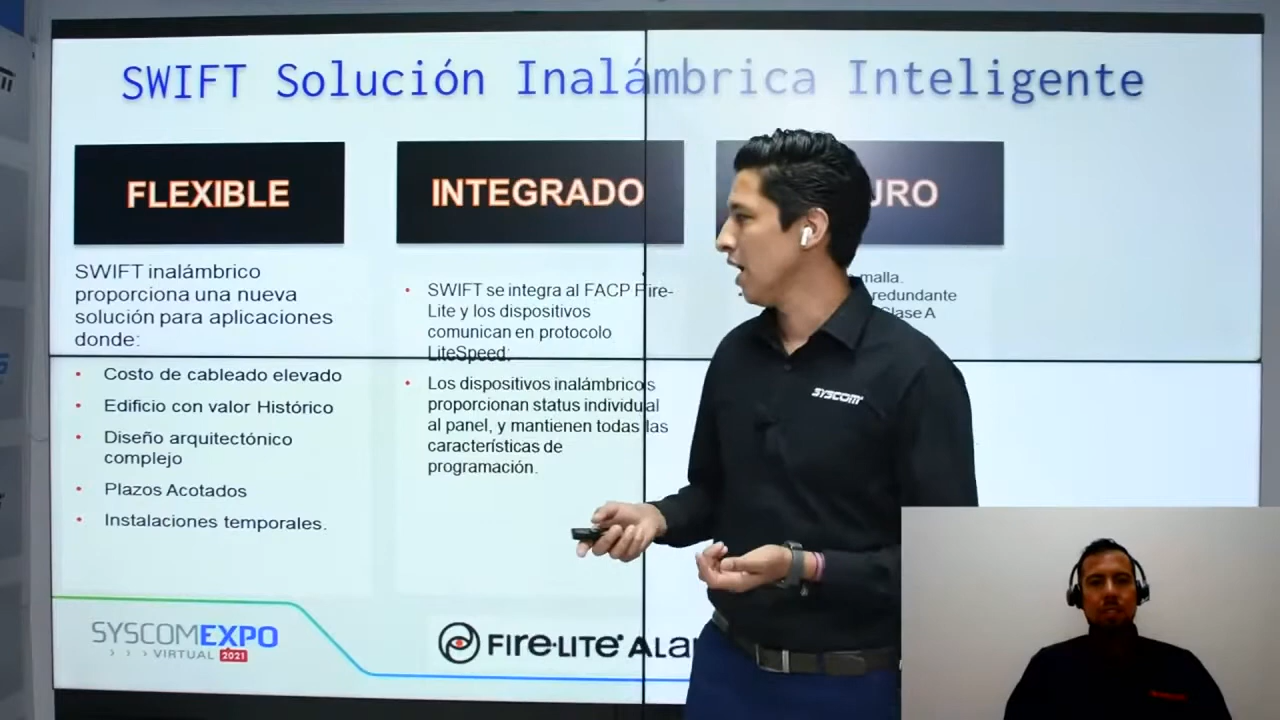 SWIFT Solución Inalámbrica Inteligente
FLEXIBLE
INTEGRADO
URO
SWIFT inalámbrico
proporciona una nueva
solución para aplicaciones
donde:
• Costo de cableado elevado
• Edificio con valor Histórico
• Diseño arquitectónico
complejo
• Plazos Acotados
• Instalaciones temporales.
• SWIFT se integra al FACP Fire-
Lite y los dispositivos
comunican en protocolo
LiteSpeed;
• Los dispositivos inalámbricos
proporcionan status individual
al panel, y mantienen todas las
características de
programación.
malla.
redundante
Clase A
SYSCOM
SYSCOMEXPO
› › › VIRTUAL 2021
FIRE·LITE ALA